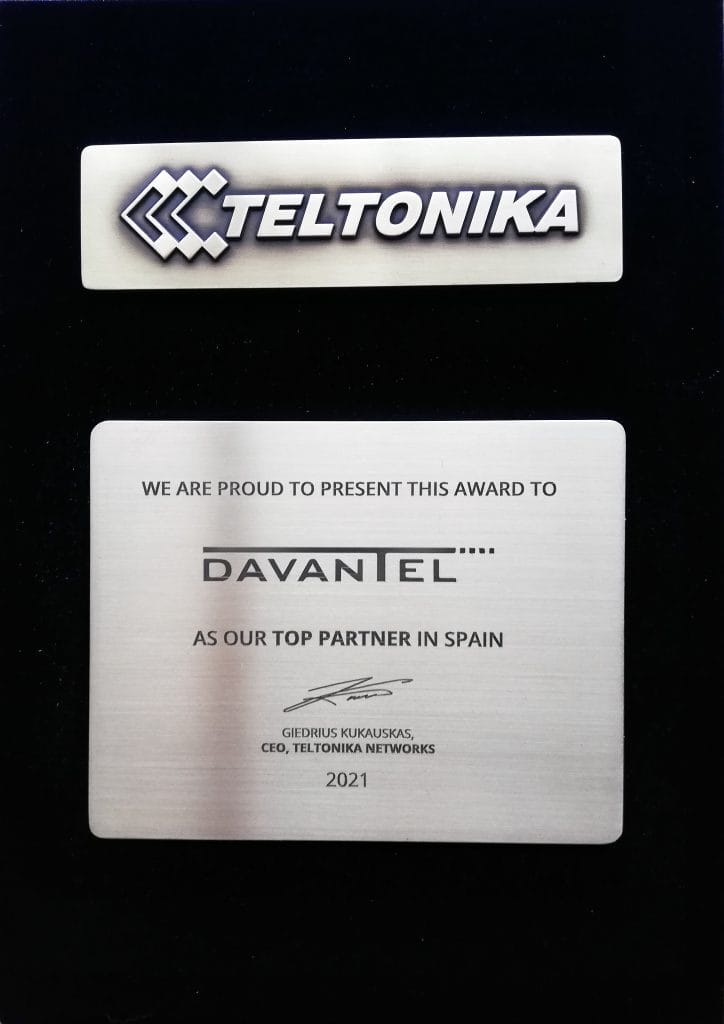 TELTONIKA
WE ARE PROUD TO PRESENT THIS AWARD TO
DAVANTEL
AS OUR TOP PARTNER IN SPAIN
GIEDRIUS KUKAUSKAS,
CEO, TELTONIKA NETWORKS
2021